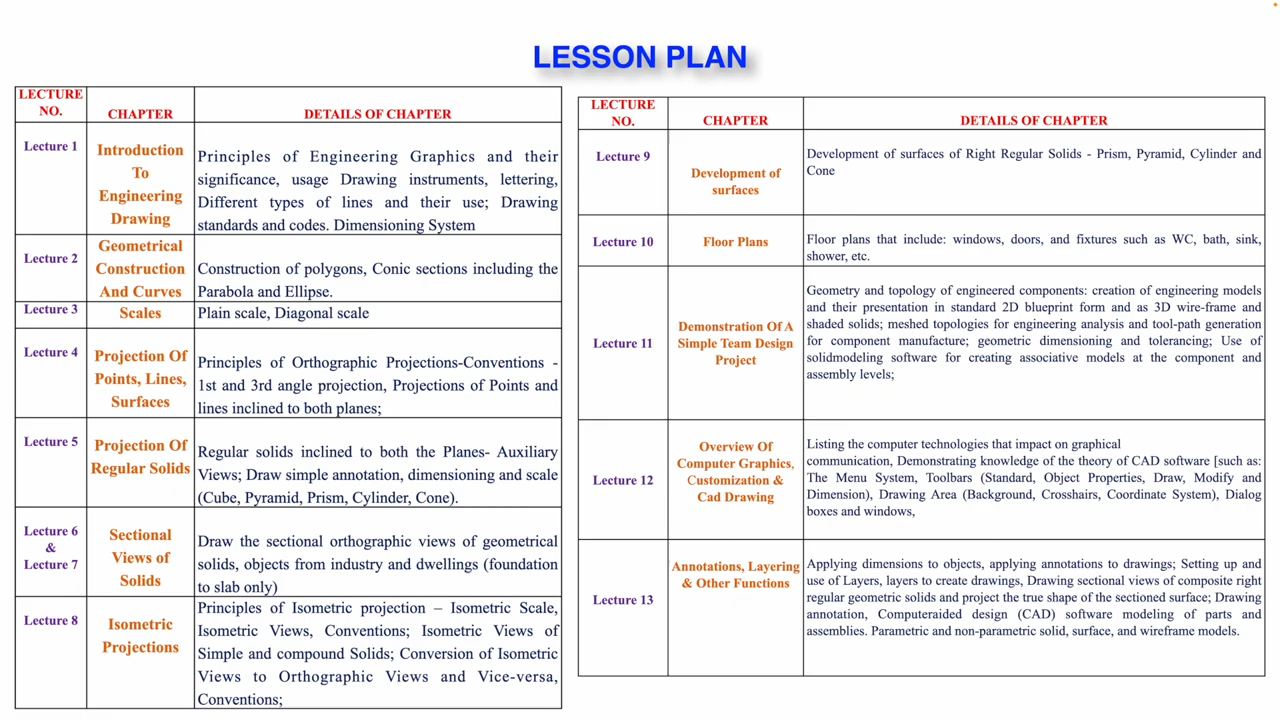 LESSON PLAN
LECTURE
NO.
CHAPTER
DETAILS OF CHAPTER
Lecture 1
Introduction
To
Engineering
Drawing
Principles of Engineering Graphics and their
significance, usage Drawing instruments, lettering,
Different types of lines and their use; Drawing
standards and codes. Dimensioning System
Lecture 2
Geometrical
Construction
And Curves
Construction of polygons, Conic sections including the
Parabola and Ellipse.
Lecture 3
Scales
Plain scale, Diagonal scale
Lecture 4
Projection Of
Points, Lines,
Surfaces
Principles of Orthographic Projections-Conventions -
1st and 3rd angle projection, Projections of Points and
lines inclined to both planes;
Lecture 5
Projection Of
Regular Solids
Regular solids inclined to both the Planes- Auxiliary
Views; Draw simple annotation, dimensioning and scale
(Cube, Pyramid, Prism, Cylinder, Cone).
Lecture 6
&
Lecture 7
Sectional
Views of
Solids
Draw the sectional orthographic views of geometrical
solids, objects from industry and dwellings (foundation
to slab only)
Lecture 8
Isometric
Projections
Principles of Isometric projection – Isometric Scale,
Isometric Views, Conventions; Isometric Views of
Simple and compound Solids; Conversion of Isometric
Views to Orthographic Views and Vice-versa,
Conventions;
LECTURE
NO.
CHAPTER
DETAILS OF CHAPTER
Lecture 9
Development of
surfaces
Development of surfaces of Right Regular Solids - Prism, Pyramid, Cylinder and
Cone
Lecture 10
Floor Plans
Floor plans that include: windows, doors, and fixtures such as WC, bath, sink,
shower, etc.
Lecture 11
Demonstration Of A
Simple Team Design
Project
Geometry and topology of engineered components: creation of engineering models
and their presentation in standard 2D blueprint form and as 3D wire-frame and
shaded solids; meshed topologies for engineering analysis and tool-path generation
for component manufacture; geometric dimensioning and tolerancing; Use of
solidmodeling software for creating associative models at the component and
assembly levels;
Lecture 12
Overview Of
Computer Graphics,
Customization &
Cad Drawing
Listing the computer technologies that impact on graphical
communication, Demonstrating knowledge of the theory of CAD software [such as:
The Menu System, Toolbars (Standard, Object Properties, Draw, Modify and
Dimension), Drawing Area (Background, Crosshairs, Coordinate System), Dialog
boxes and windows,
Lecture 13
Annotations, Layering
& Other Functions
Applying dimensions to objects, applying annotations to drawings; Setting up and
use of Layers, layers to create drawings, Drawing sectional views of composite right
regular geometric solids and project the true shape of the sectioned surface; Drawing
annotation, Computeraided design (CAD) software modeling of parts and
assemblies. Parametric and non-parametric solid, surface, and wireframe models.